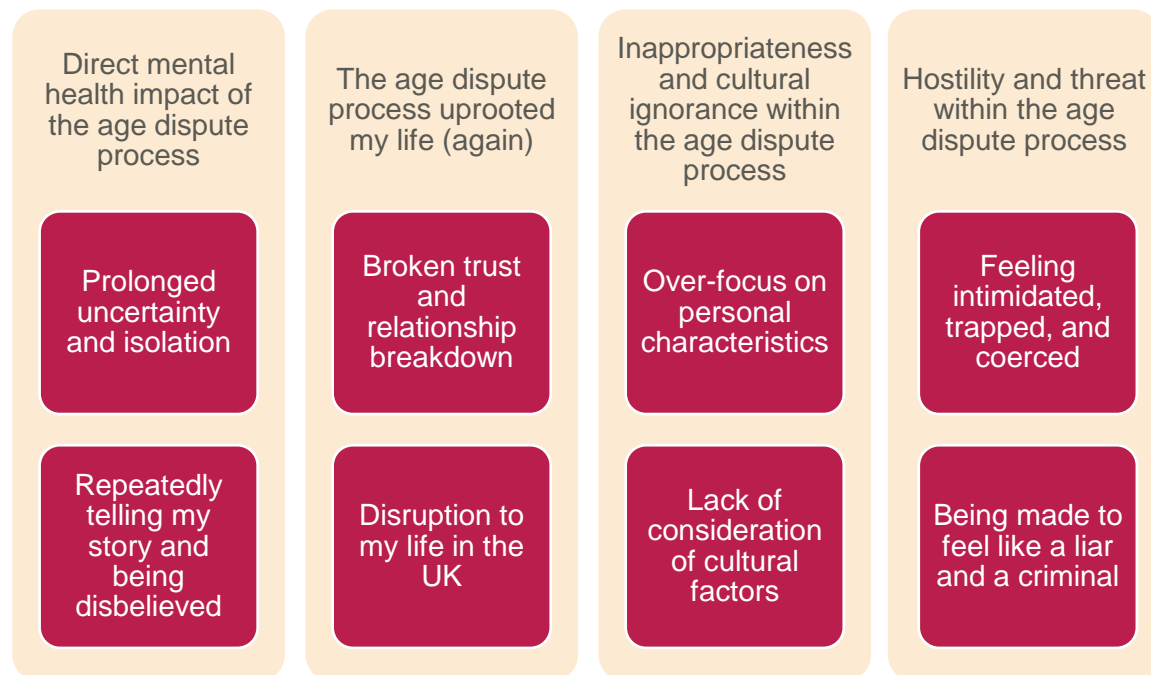 Direct mental
health impact of
the age dispute
process
Prolonged
uncertainty
and isolation
Repeatedly
telling my
story and
being
disbelieved
The age dispute
process uprooted
my life (again)
Broken trust
and
relationship
breakdown
Disruption to
my life in the
UK
Inappropriateness
and cultural
ignorance within
the age dispute
process
Over-focus on
personal
characteristics
Lack of
consideration
of cultural
factors
Hostility and threat
within the age
dispute process
Feeling
intimidated,
trapped, and
coerced
Being made to
feel like a liar
and a criminal